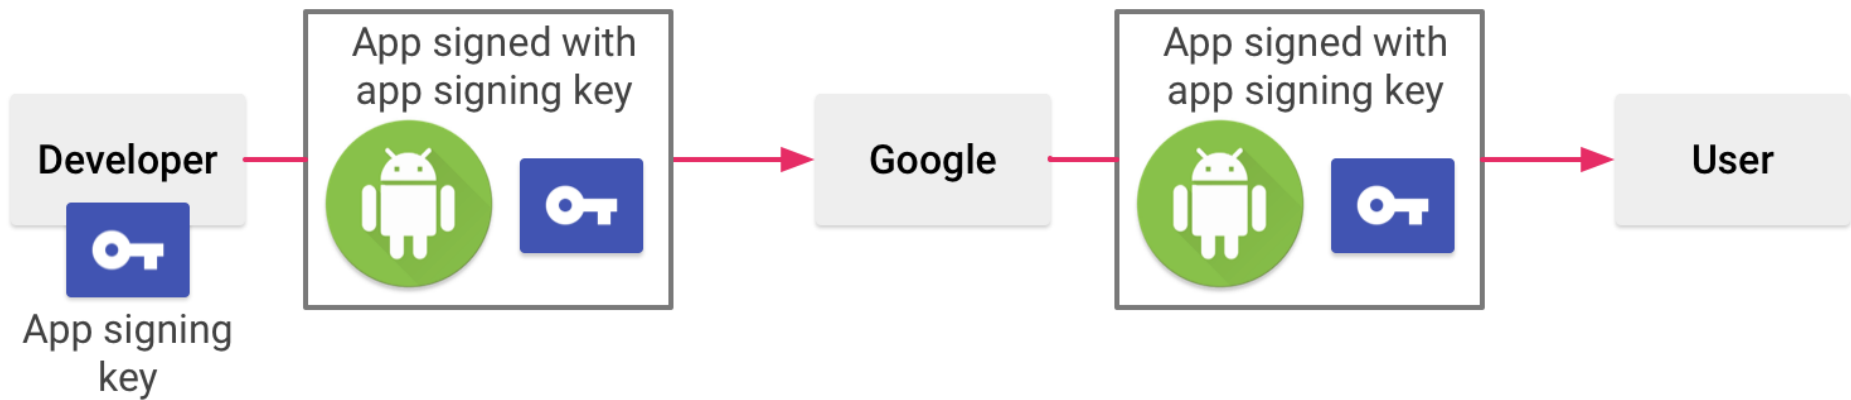 App signed with
app signing key
App signed with
app signing key
Developer
Google
User
App signing
key